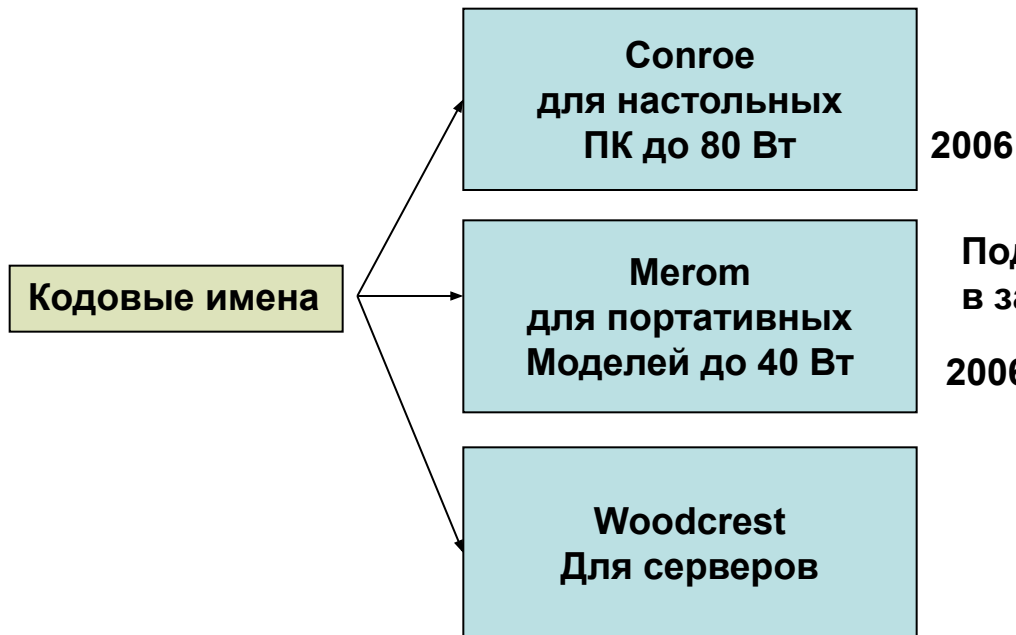 Кодовые имена
Conroe
для настольных
ПК до 80 Вт
2006
Merom
для портативных
Моделей до 40 Вт
в
2006
Woodcrest
Для серверов